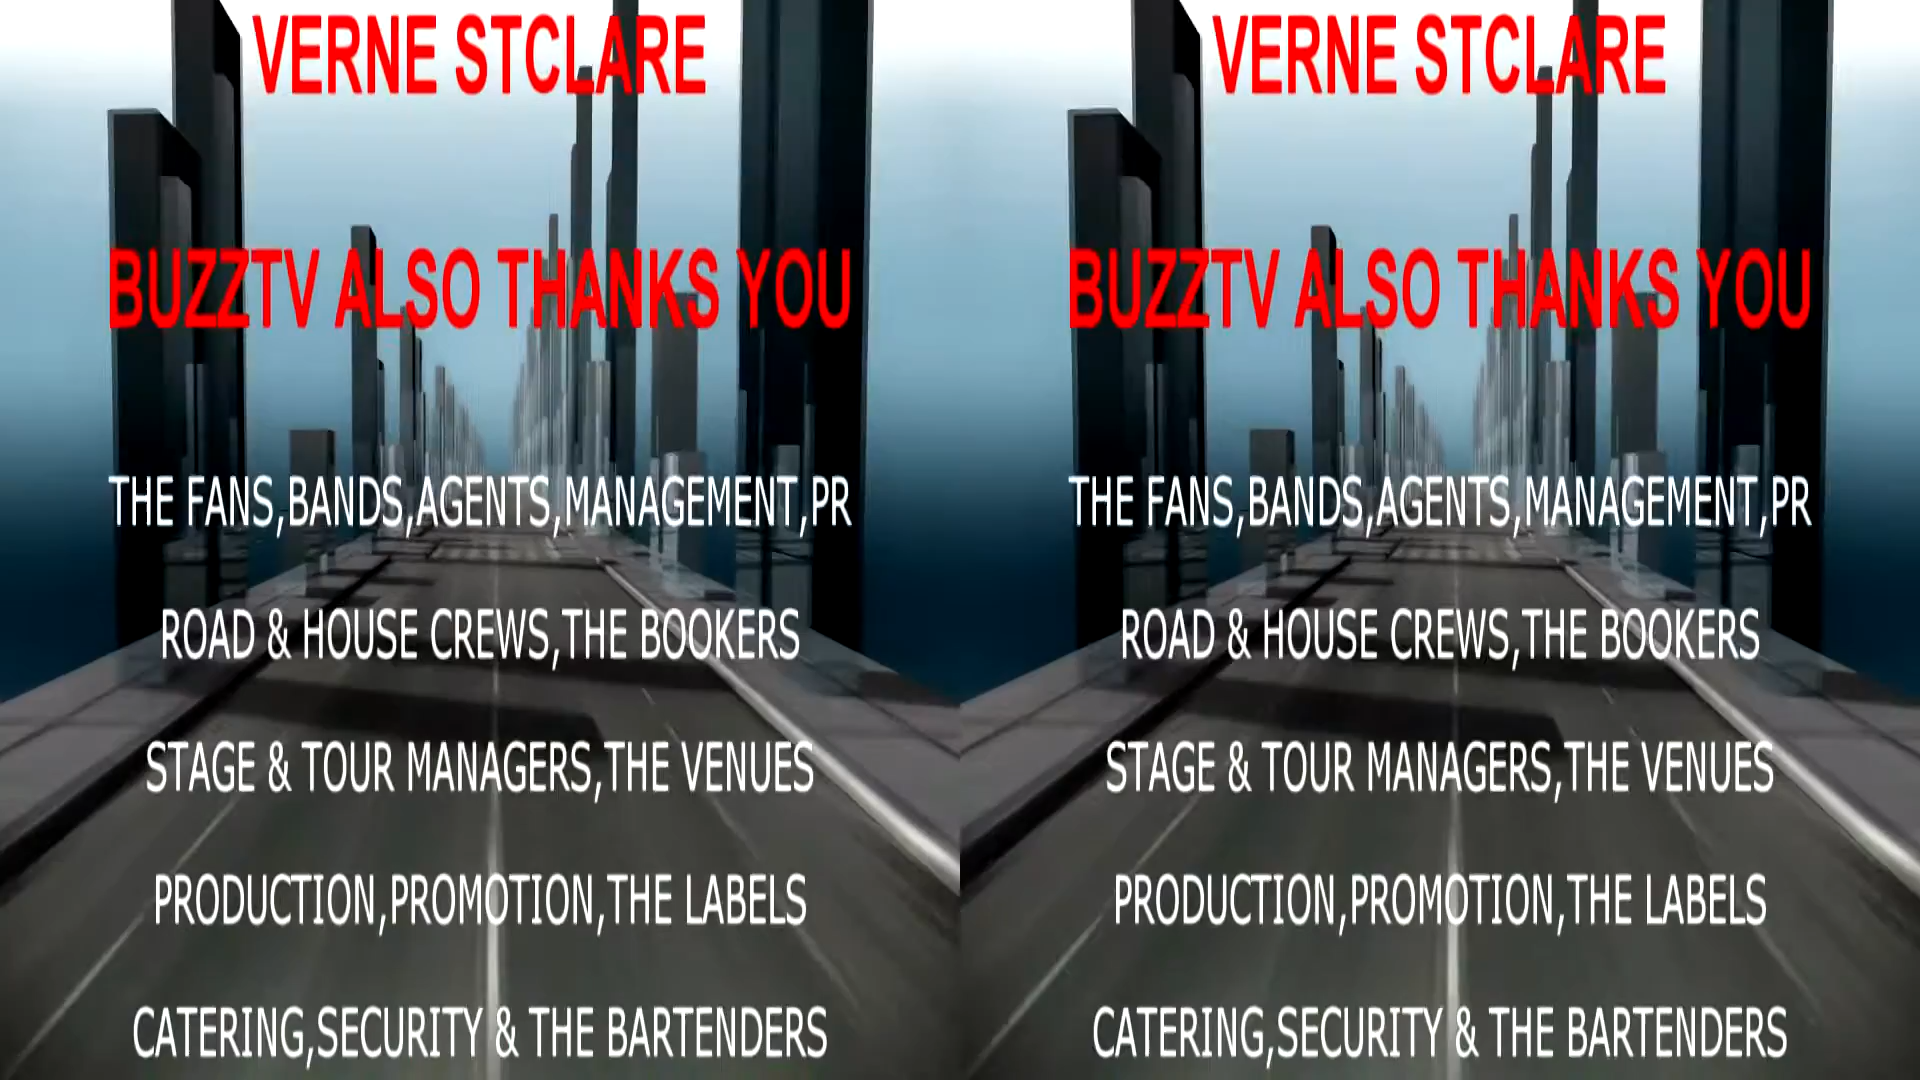 VERNE STCLARE
BUZZTV ALSO THANKS YOU
THE FANS,BANDS,AGENTS,MANAGEMENT,PR
ROAD & HOUSE CREWS,THE BOOKERS
STAGE & TOUR MANAGERS,THE VENUES
PRODUCTION,PROMOTION,THE LABELS
CATERING,SECURITY & THE BARTENDERS
VERNE STCLARE
BUZZTV ALSO THANKS YOU
THE FANS,BANDS,AGENTS,MANAGEMENT,PR
ROAD & HOUSE CREWS,THE BOOKERS
STAGE & TOUR MANAGERS,THE VENUES
PRODUCTION,PROMOTION,THE LABELS
CATERING,SECURITY & THE BARTENDERS